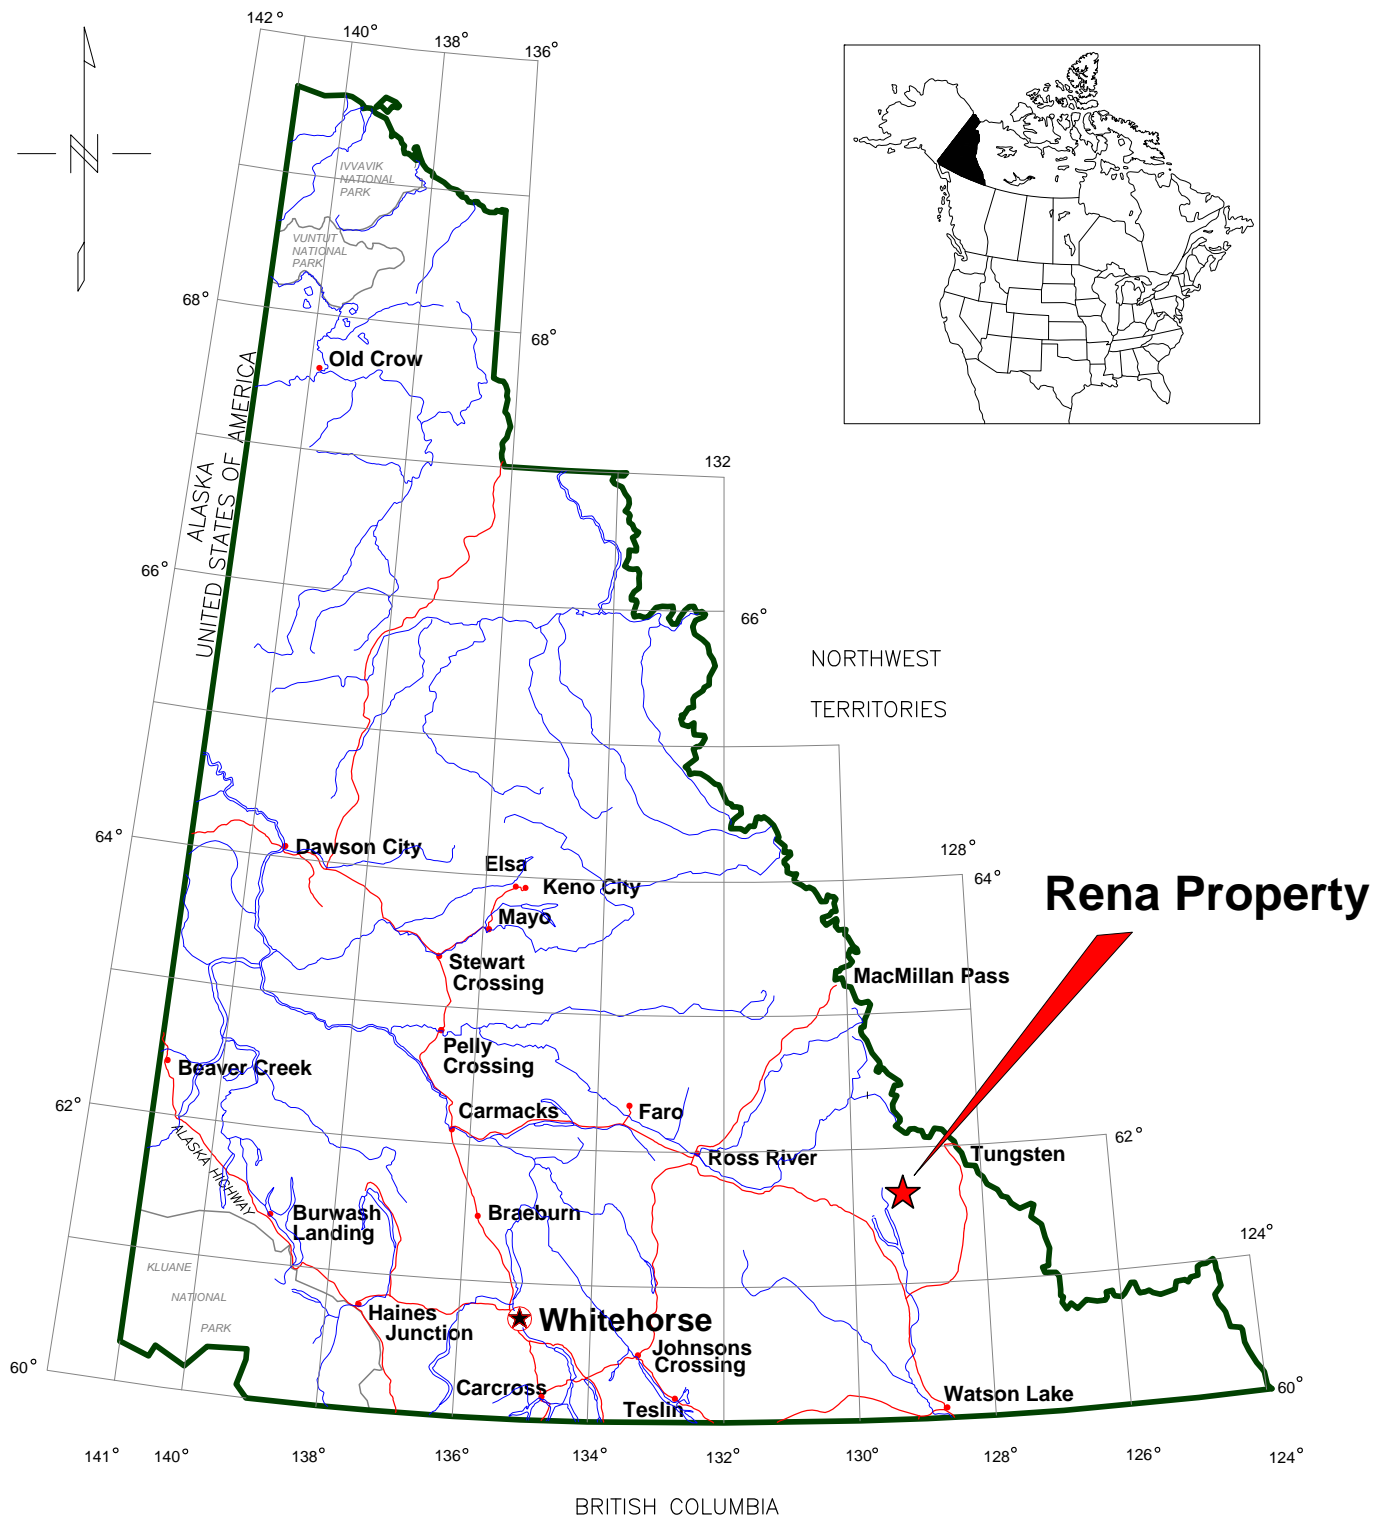 142°
140°
138°
136°
N
IVVAVIK
NATIONAL
PARK
VUNTUT
NATIONAL
PARK
68°
68°
Old Crow
ALASKA
UNITED STATES OF AMERICA
132
66°
66°
NORTHWEST
TERRITORIES
64°
Dawson City
Elsa
Keno City
Mayo
128°
64°
Rena Property
Stewart
Crossing
MacMillan Pass
Pelly
Crossing
Beaver Creek
62°
Carmacks
Faro
62°
ALASKA HIGHWAY
Ross River
Tungsten
Burwash
Landing
Braeburn
124°
KLUANE
NATIONAL
PARK
Haines
Junction
Whitehorse
Johnsons
Crossing
60°
Carcross
Teslin
Watson Lake
60°
141°
140°
138°
136°
134°
132°
130°
128°
126°
124°
BRITISH COLUMBIA